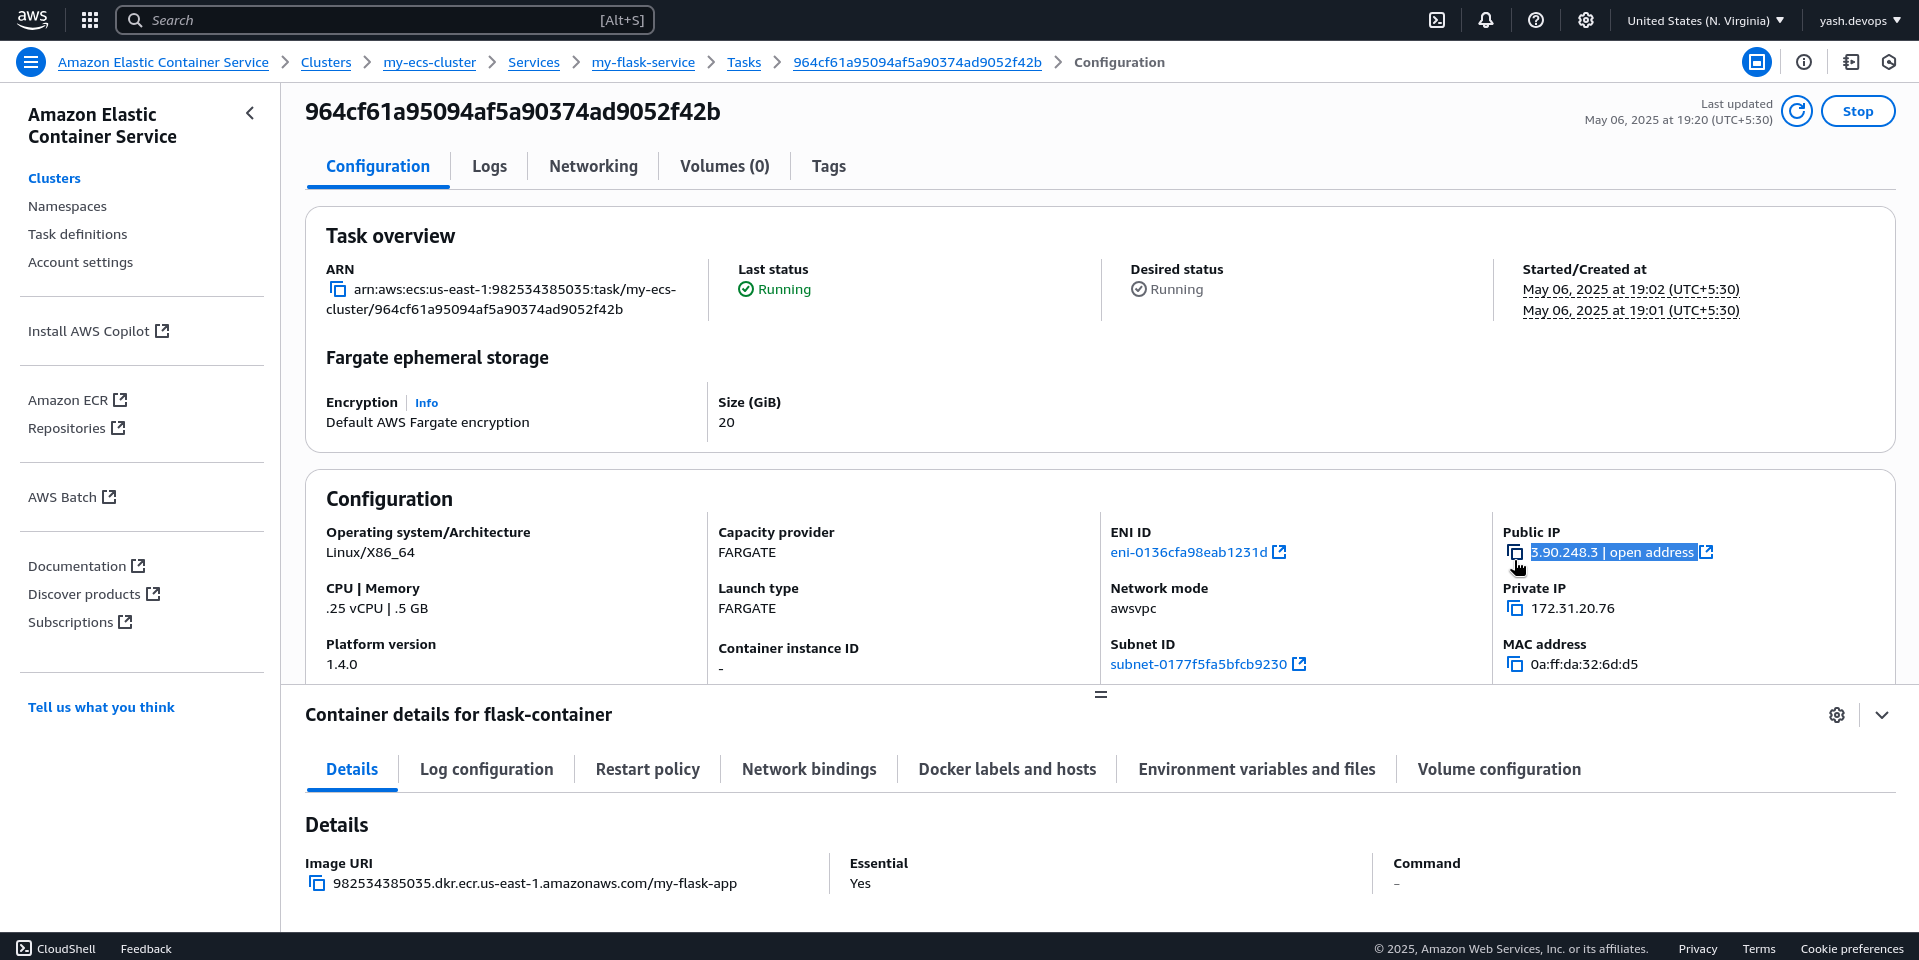 aws
Search [Alt+S]
United States (N. Virginia)
yash.devops
Amazon Elastic Container Service
Clusters
my-ecs-cluster
Services
my-flask-service
Tasks
964cf61a95094af5a90374ad9052f42b
Configuration
Amazon Elastic
Container Service
Clusters
Namespaces
Task definitions
Account settings
Install AWS Copilot
Amazon ECR
Repositories
AWS Batch
Documentation
Discover products
Subscriptions
Tell us what you think
964cf61a95094af5a90374ad9052f42b
Last updated
May 06, 2025 at 19:20 (UTC+5:30)
Stop
Configuration
Logs
Networking
Volumes (0)
Tags
Task overview
ARN
arn:aws:ecs:us-east-1:982534385035:task/my-ecs-
cluster/964cf61a95094af5a90374ad9052f42b
Last status
Running
Desired status
Running
Started/Created at
May 06, 2025 at 19:02 (UTC+5:30)
May 06, 2025 at 19:01 (UTC+5:30)
Fargate ephemeral storage
Encryption
Info
Default AWS Fargate encryption
Size (GiB)
20
Configuration
Operating system/Architecture
Linux/X86_64
CPU | Memory
.25 vCPU | .5 GB
Platform version
1.4.0
Capacity provider
FARGATE
Launch type
FARGATE
Container instance ID
-
ENI ID
eni-0136cfa98eab1231d
Network mode
awsvpc
Subnet ID
subnet-0177f5fa5bfcb9230
Public IP
3.90.248.3 | open address
Private IP
172.31.20.76
MAC address
0a:ff:da:32:6d:d5
Container details for flask-container
Details
Log configuration
Restart policy
Network bindings
Docker labels and hosts
Environment variables and files
Volume configuration
Details
Image URI
982534385035.dkr.ecr.us-east-1.amazonaws.com/my-flask-app
Essential
Yes
Command
–
CloudShell
Feedback
© 2025, Amazon Web Services, Inc. or its affiliates.
Privacy
Terms
Cookie preferences